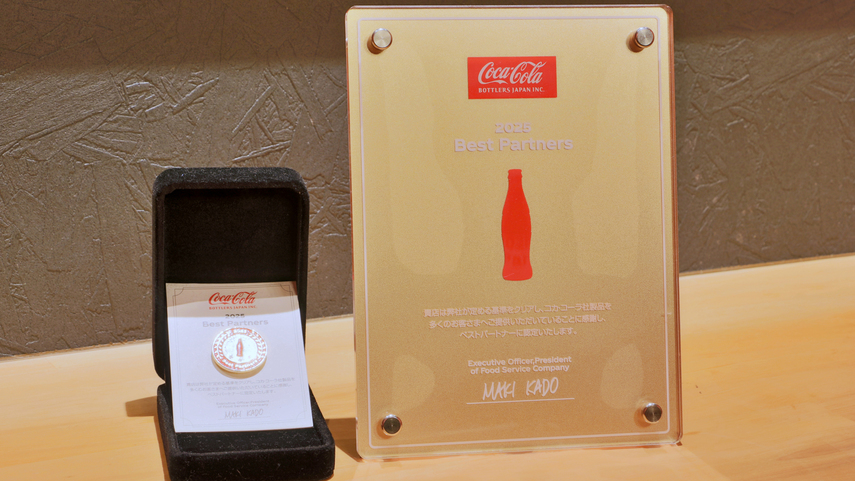 Coca-Cola
BOTTLERS JAPAN INC.
2025
Best Partners
貴店は弊社が定める基準をクリアし、コカ・コーラ社製品を
多くのお客さまへご提供いただいていることに感謝し、
ベストパートナーに認定いたします。
Executive Officer, President
of Food Service Company
MAKI KADO
Coca-Cola
BOTTLERS JAPAN INC.
2025
Best Partners
MAKI KADO